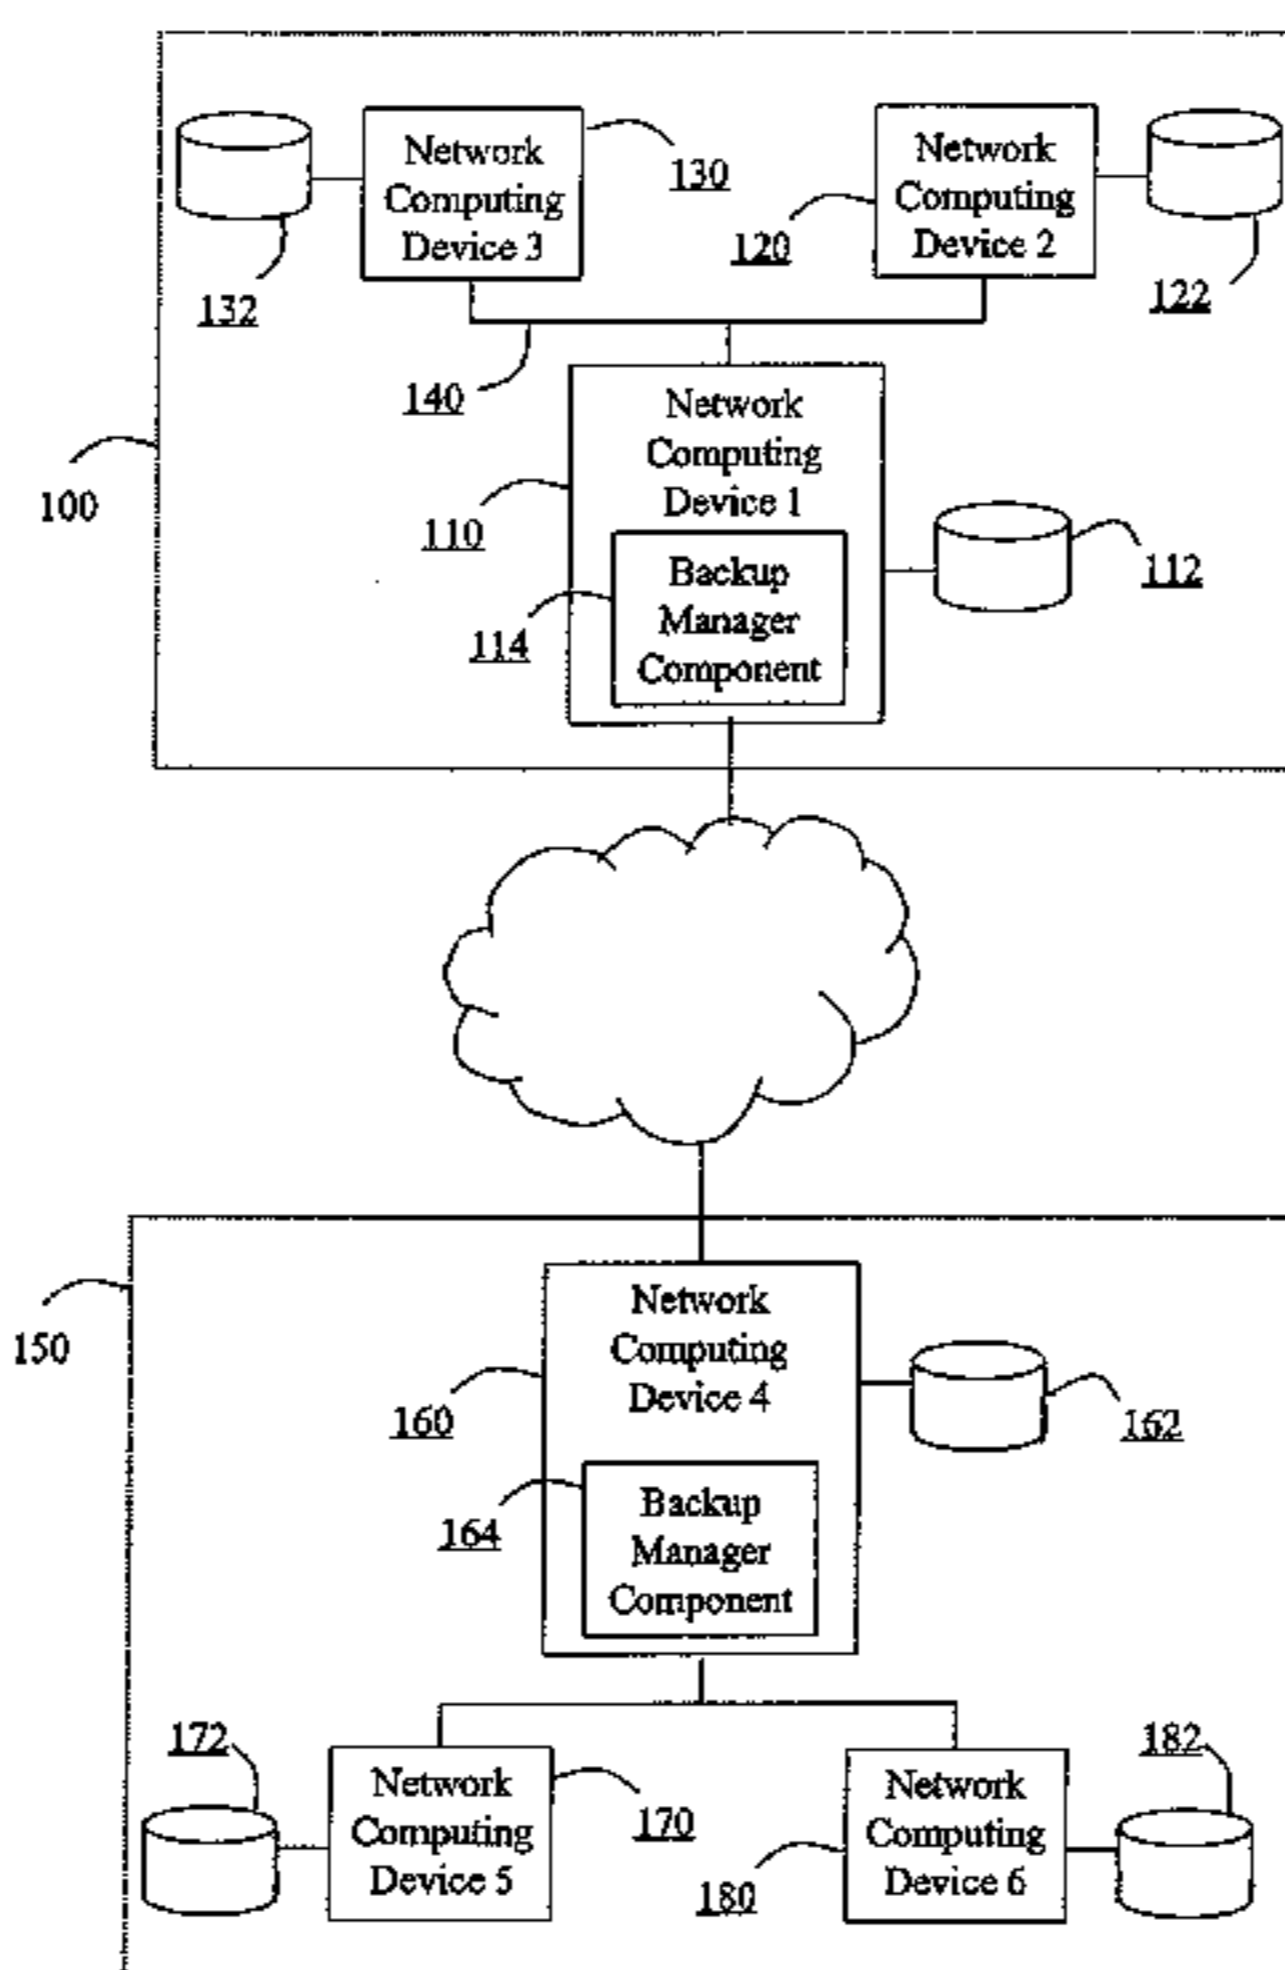 Network
Computing
Device 3
130
132
Network
Computing
Device 2
120
122
140
100
Network
Computing
Device 1
110
112
Backup
Manager
Component
114
150
Network
Computing
Device 4
160
162
Backup
Manager
Component
164
172
Network
Computing
Device 5
170
Network
Computing
Device 6
180
182